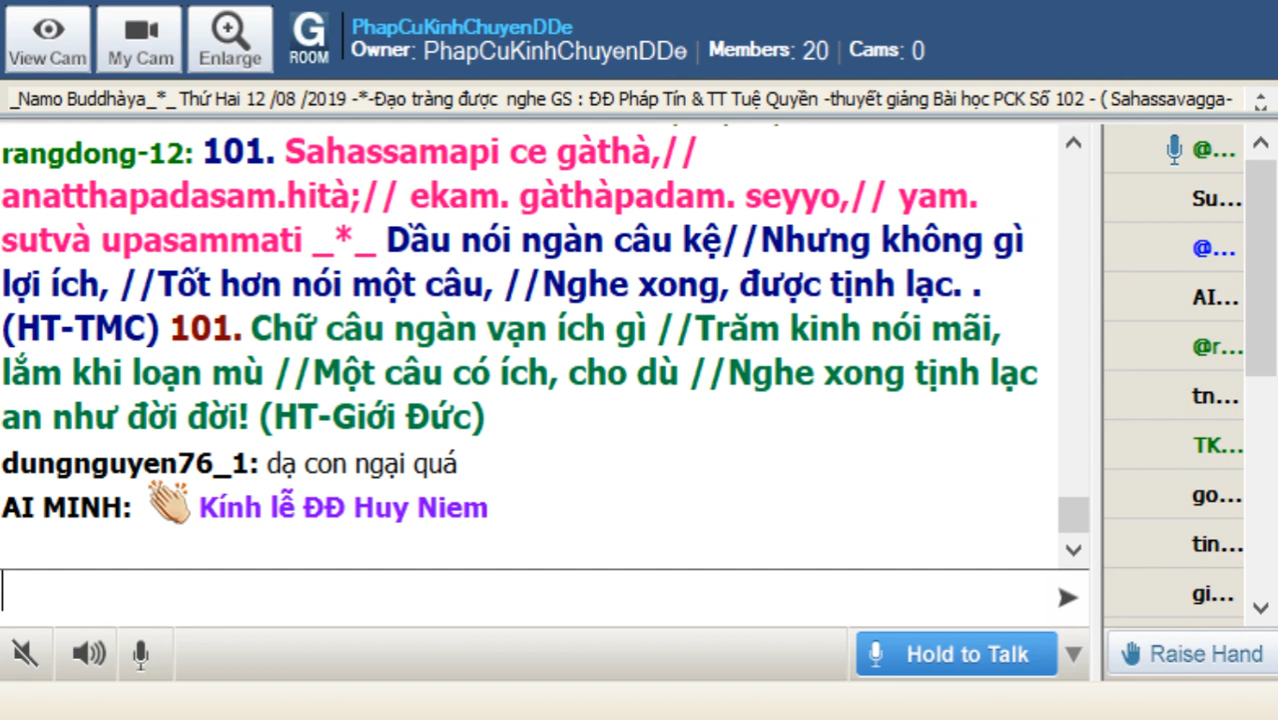 PhapCuKinhChuyenDDe
View Cam
My Cam
Enlarge
G
ROOM
Owner: PhapCuKinhChuyenDDe | Members: 20 | Cams: 0
_Namo Buddhàya_*_ Thứ Hai 12 /08 /2019 -*-Đạo tràng được nghe GS : ĐĐ Pháp Tín & TT Tuệ Quyền -thuyết giảng Bài học PCK Số 102 - ( Sahassavagga-
rangdong-12: 101. Sahassamapi ce gàthà,//
anatthapadasam.hità;// ekam. gàthàpadam. seyyo,// yam.
sutvà upasammati _*_ Dầu nói ngàn câu kệ//Nhưng không gì
lợi ích, //Tốt hơn nói một câu, //Nghe xong, được tịnh lạc. .
(HT-TMC) 101. Chữ câu ngàn vạn ích gì //Trăm kinh nói mãi,
lắm khi loạn mù //Một câu có ích, cho dù //Nghe xong tịnh lạc
an như đời đời! (HT-Giới Đức)
dungnguyen76_1: dạ con ngại quá
AI MINH: Kính lễ ĐĐ Huy Niem
@...
Su...
@...
AI...
@r...
tn...
TK...
go...
tin...
gi...
Hold to Talk
Raise Hand